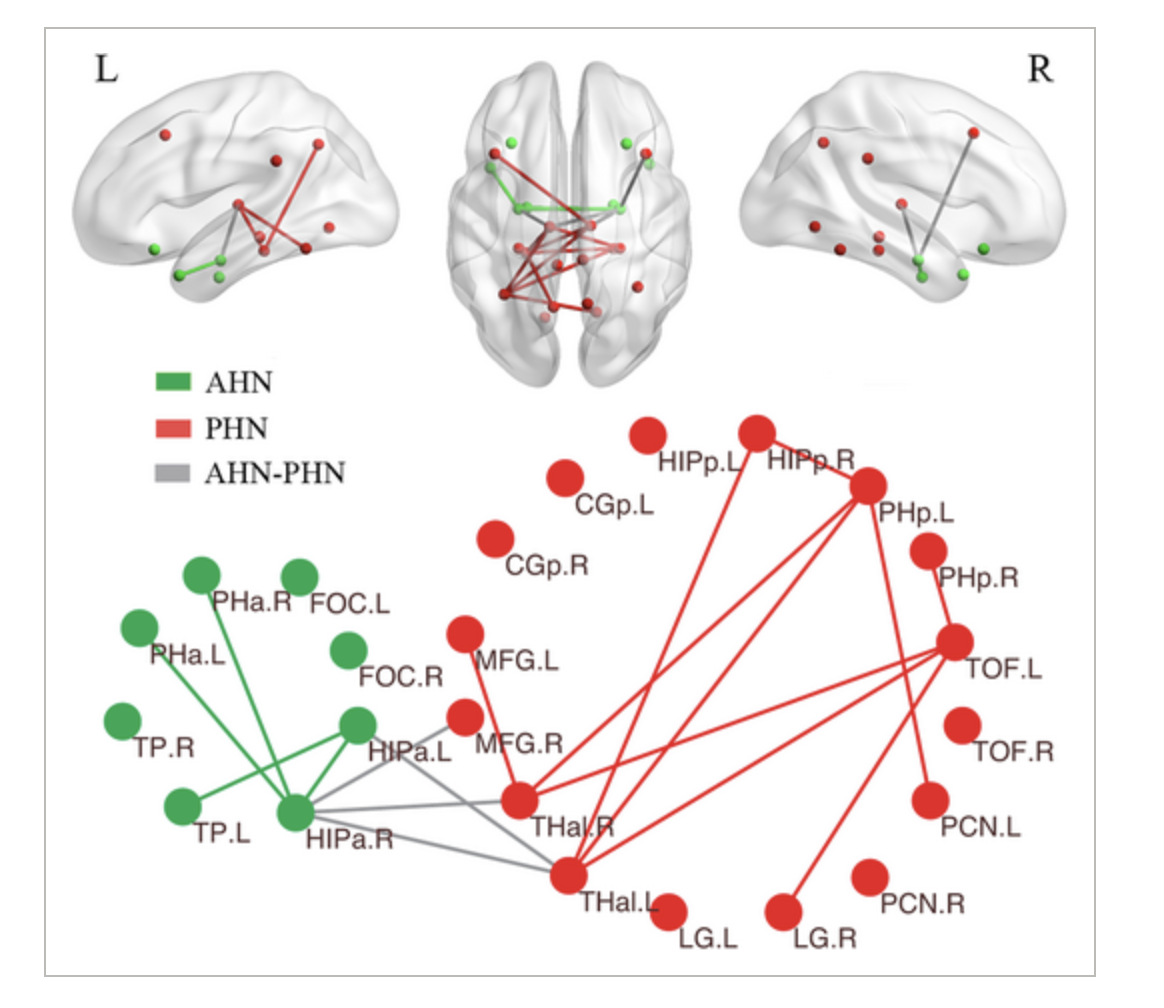 L
R
AHN
PHN
AHN-PHN
HIPp.L
HIPp.R
CGp.L
PHp.L
CGp.R
PHp.R
PHa.R
FOC.L
PHa.L
MFG.L
FOC.R
TOF.L
TP.R
HIPa.L
MFG.R
TOF.R
TP.L
HIPa.R
THal.R
PCN.L
THal.L
PCN.R
LG.L
LG.R